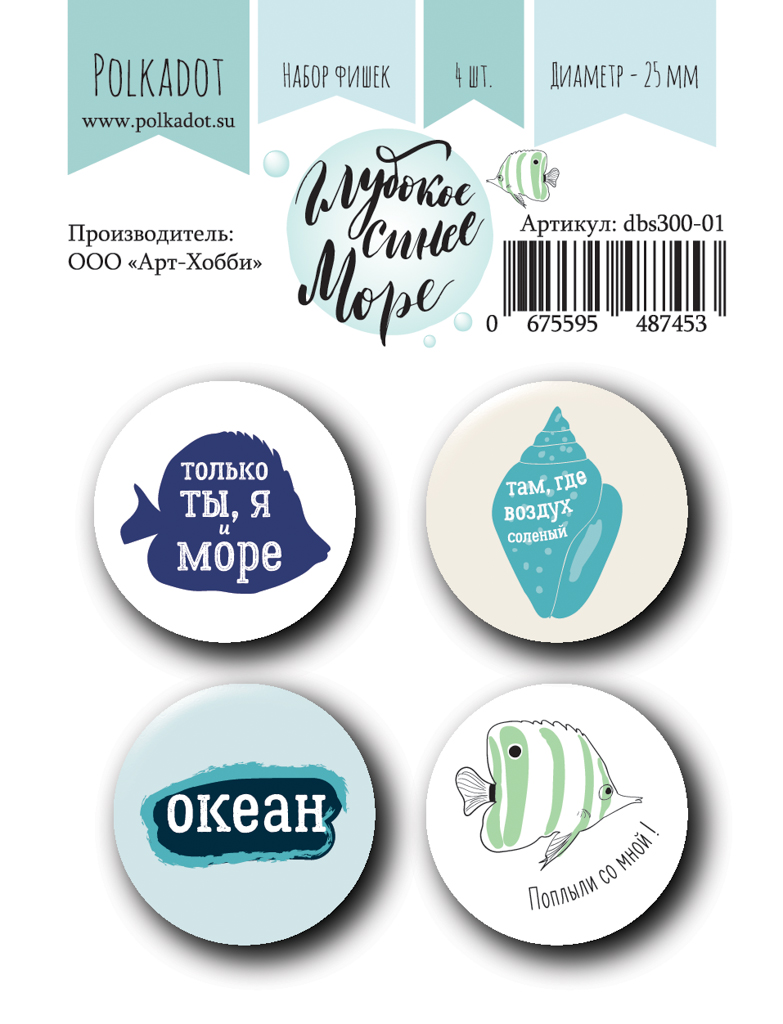 POLKADOT
www.polkadot.su
НАБОР ФИШЕК
4 ШТ.
ДИАМЕТР - 25 ММ
Глубокое
синее
Море
Производитель:
ООО «Арт-Хобби»
Артикул: dbs300-01
0 675595 487453
только
ты, я
и
море
там, где
воздух
соленый
океан
Поплыли со мной !